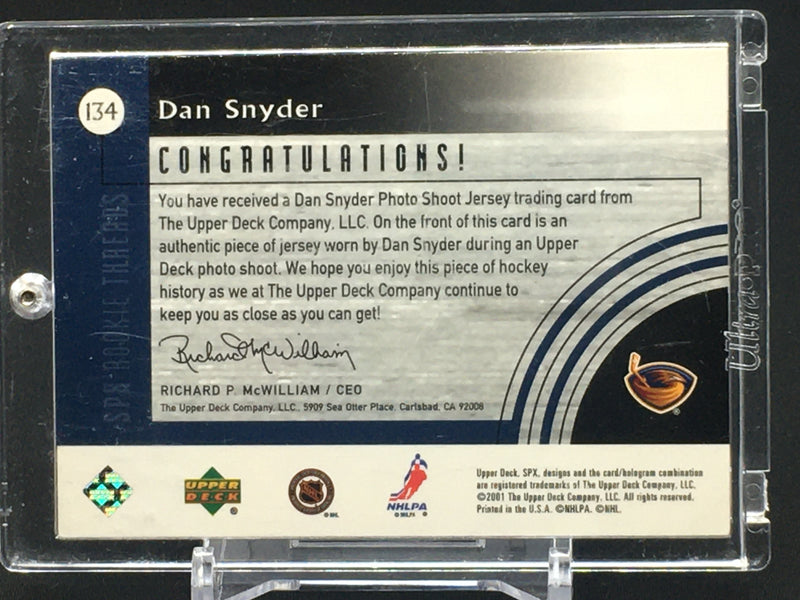 134
Dan Snyder
CONGRATULATIONS!
You have received a Dan Snyder Photo Shoot Jersey trading card from
The Upper Deck Company, LLC. On the front of this card is an
authentic piece of jersey worn by Dan Snyder during an Upper
Deck photo shoot. We hope you enjoy this piece of hockey
history as we at The Upper Deck Company continue to
keep you as close as you can get!
Richard McWilliam
RICHARD P. McWILLIAM / CEO
The Upper Deck Company, LLC., 5909 Sea Otter Place, Carlsbad, CA 92008
SPX ROOKIE THREADS
UltraPRO
UPPER
DECK
®
NHL
© NHL
NHLPA
© NHLPA ®
Upper Deck, SPX, designs and the card/hologram combination
are registered trademarks of The Upper Deck Company, LLC.
©2001 The Upper Deck Company, LLC. All rights reserved.
Printed in the U.S.A. ©NHLPA. ©NHL.